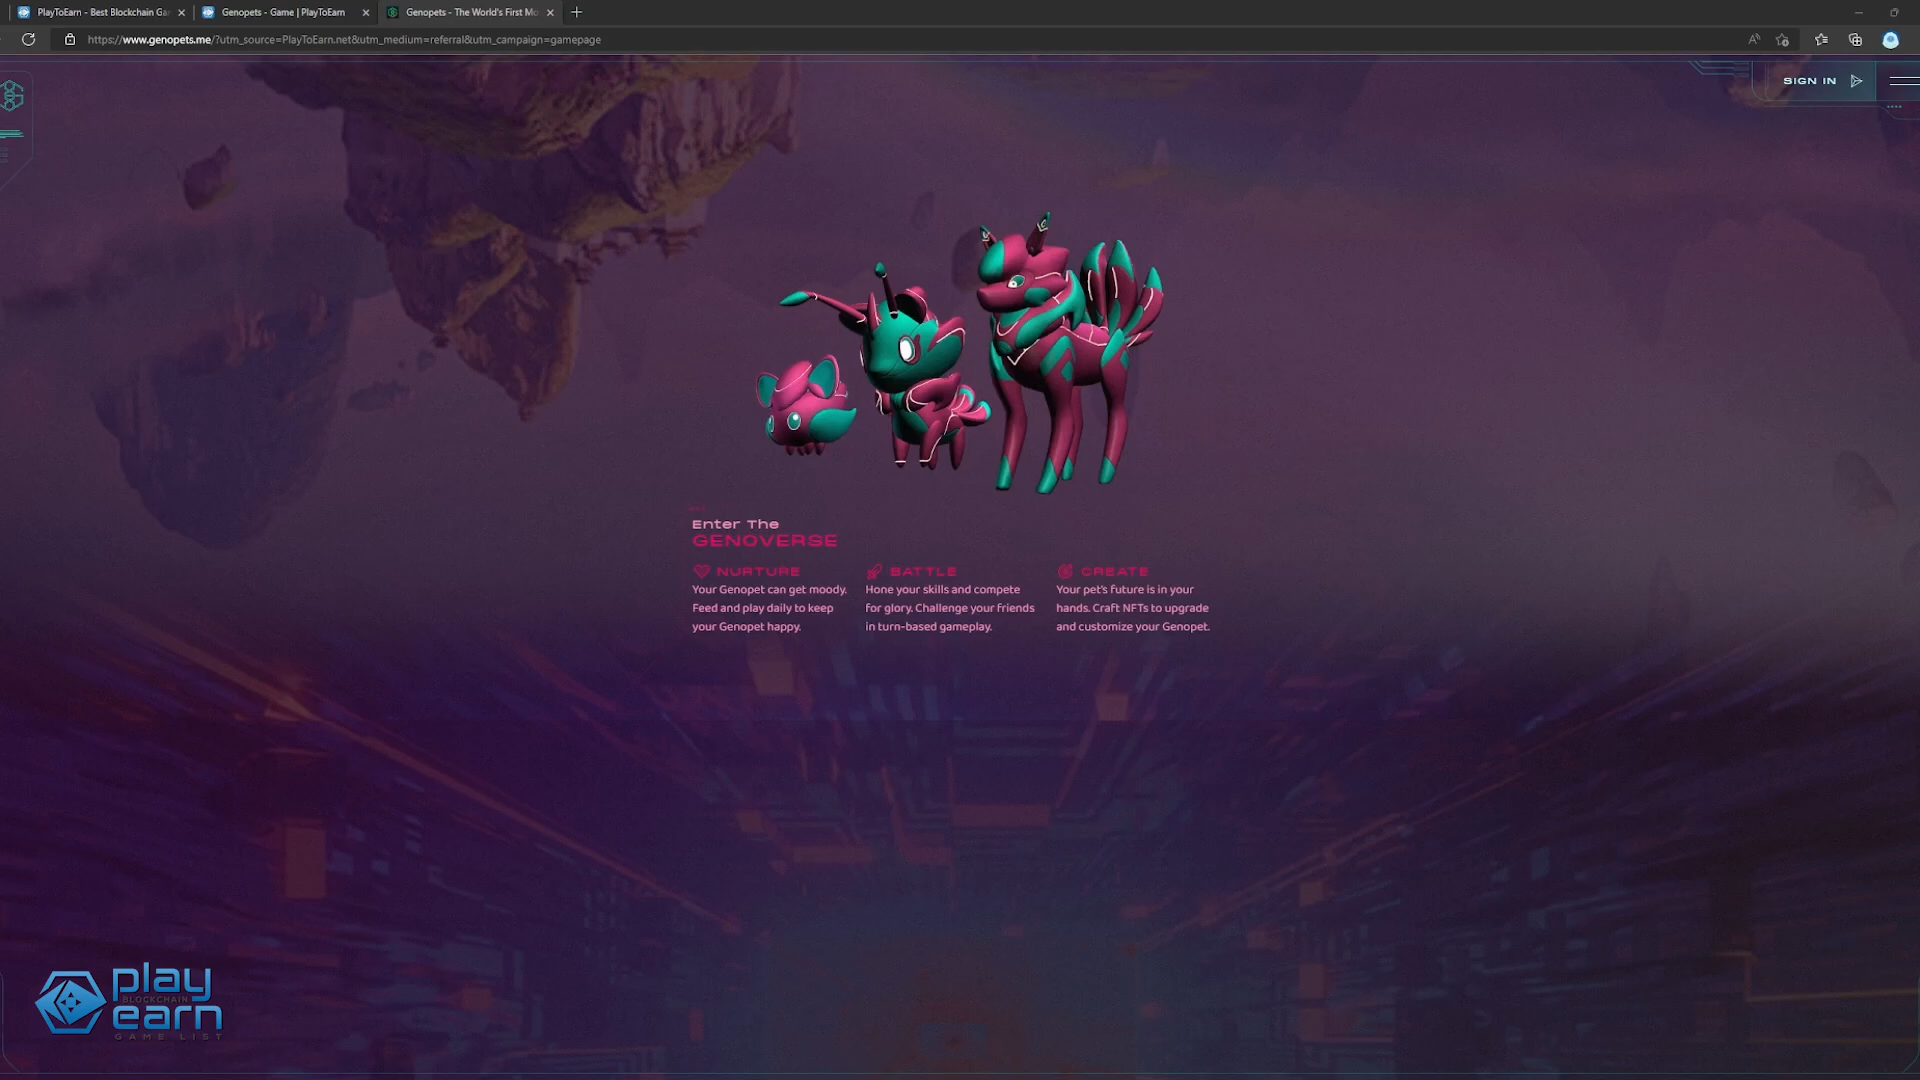 PlayToEarn - Best Blockchain Ga
Genopets - Game | PlayToEarn
Genopets - The World's First Mo
https://www.genopets.me/?utm_source=PlayToEarn.net&utm_medium=referral&utm_campaign=gamepage
SIGN IN
Enter The
GENOVERSE
NURTURE
Your Genopet can get moody.
Feed and play daily to keep
your Genopet happy.
BATTLE
Hone your skills and compete
for glory. Challenge your friends
in turn-based gameplay.
CREATE
Your pet's future is in your
hands. Craft NFTs to upgrade
and customize your Genopet.
play
BLOCKCHAIN
earn
GAME LIST